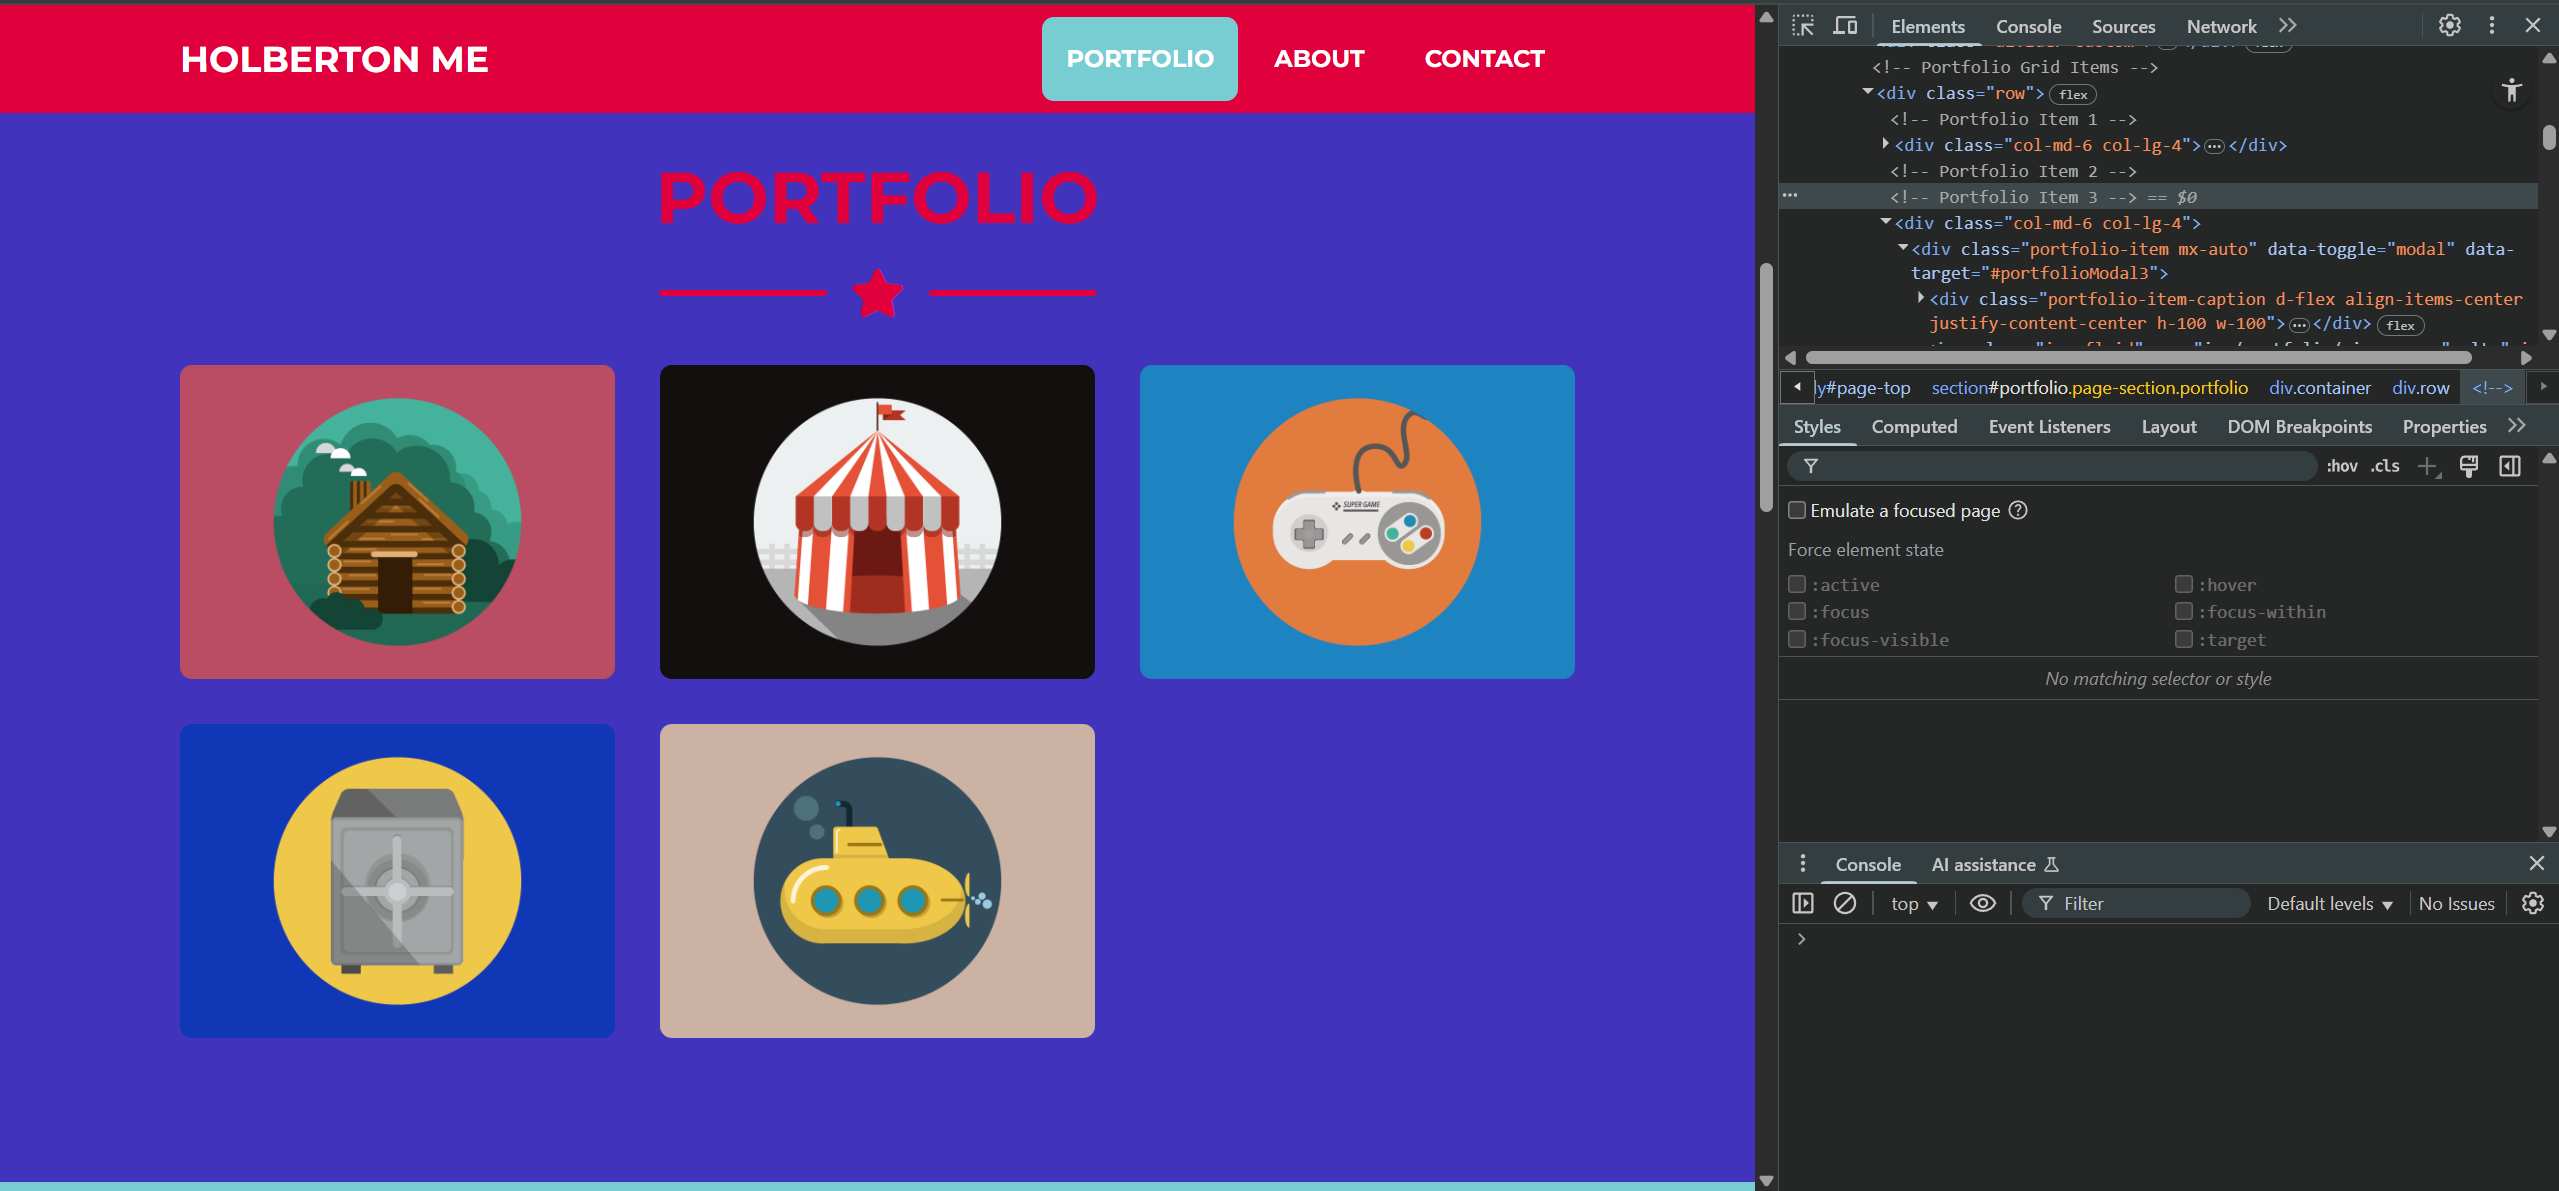 HOLBERTON ME
PORTFOLIO ABOUT CONTACT
PORTFOLIO
SUPER GAME
Elements Console Sources Network
<!-- Portfolio Grid Items -->
<div class="row"> flex
<!-- Portfolio Item 1 -->
<div class="col-md-6 col-lg-4">…</div>
<!-- Portfolio Item 2 -->
<!-- Portfolio Item 3 --> == $0
<div class="col-md-6 col-lg-4">
<div class="portfolio-item mx-auto" data-toggle="modal" data-
target="#portfolioModal3">
<div class="portfolio-item-caption d-flex align-items-center
justify-content-center h-100 w-100">…</div> flex
y#page-top section#portfolio.page-section.portfolio div.container div.row <!-->
Styles Computed Event Listeners Layout DOM Breakpoints Properties
:hov .cls
Emulate a focused page
Force element state
:active :hover
:focus :focus-within
:focus-visible :target
No matching selector or style
Console AI assistance
top Filter Default levels No Issues